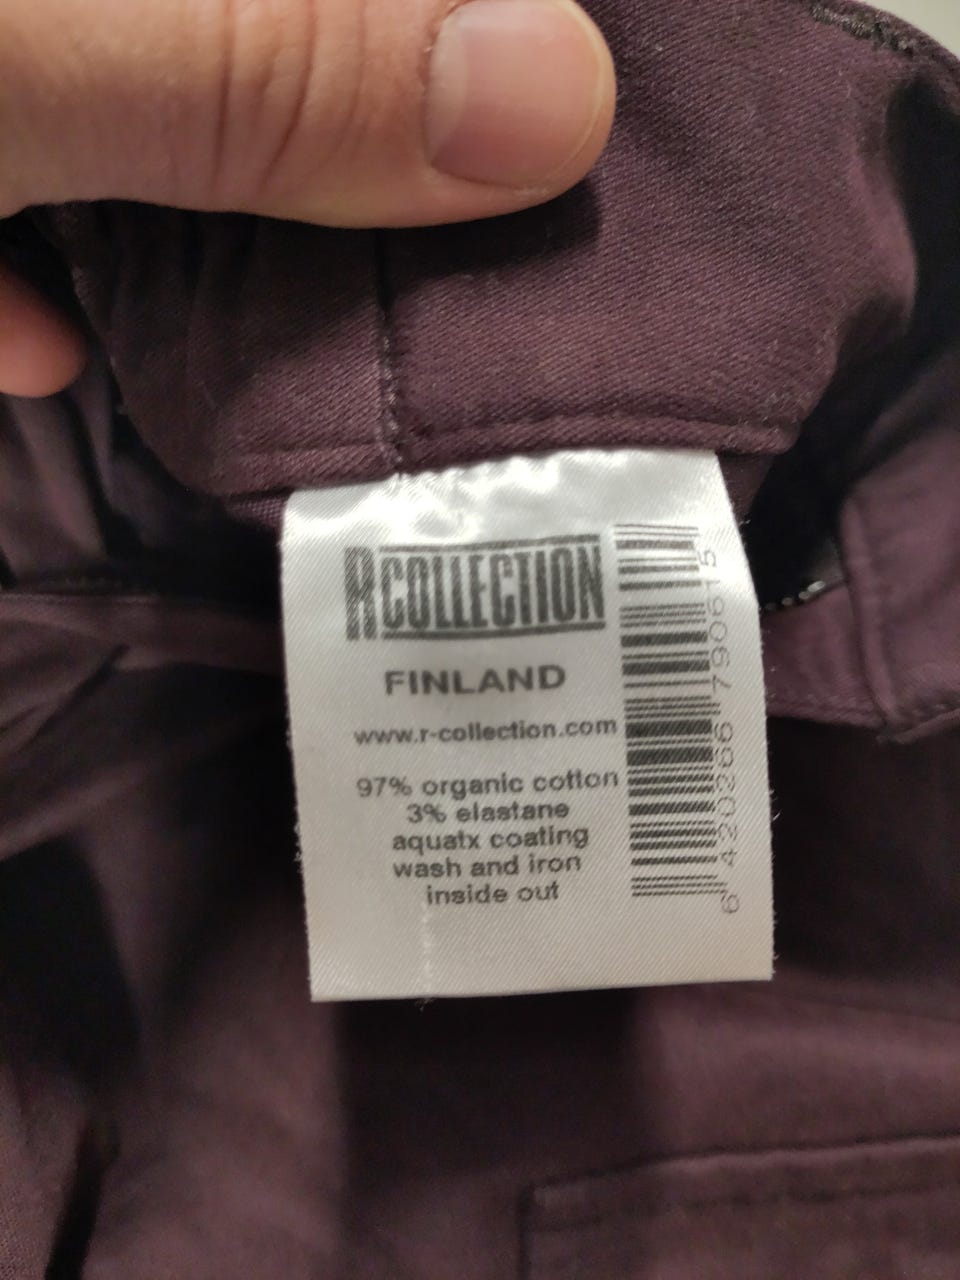 RCOLLECTION
FINLAND
www.r-collection.com
97% organic cotton
3% elastane
aquatx coating
wash and iron
inside out
6 420266 790615